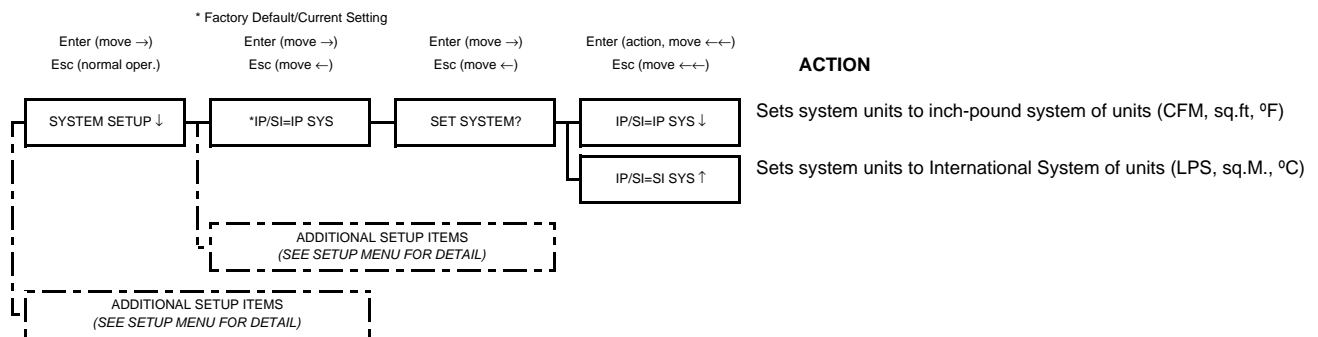 * Factory Default/Current Setting
Enter (move →) Enter (move →) Enter (move →) Enter (action, move ←←)
Esc (normal oper.) Esc (move ←) Esc (move ←) Esc (move ←←) ACTION
SYSTEM SETUP ↓ *IP/SI=IP SYS SET SYSTEM? IP/SI=IP SYS ↓ Sets system units to inch-pound system of units (CFM, sq.ft, ºF)
IP/SI=SI SYS ↑ Sets system units to International System of units (LPS, sq.M., ºC)
ADDITIONAL SETUP ITEMS
(SEE SETUP MENU FOR DETAIL)
ADDITIONAL SETUP ITEMS
(SEE SETUP MENU FOR DETAIL)